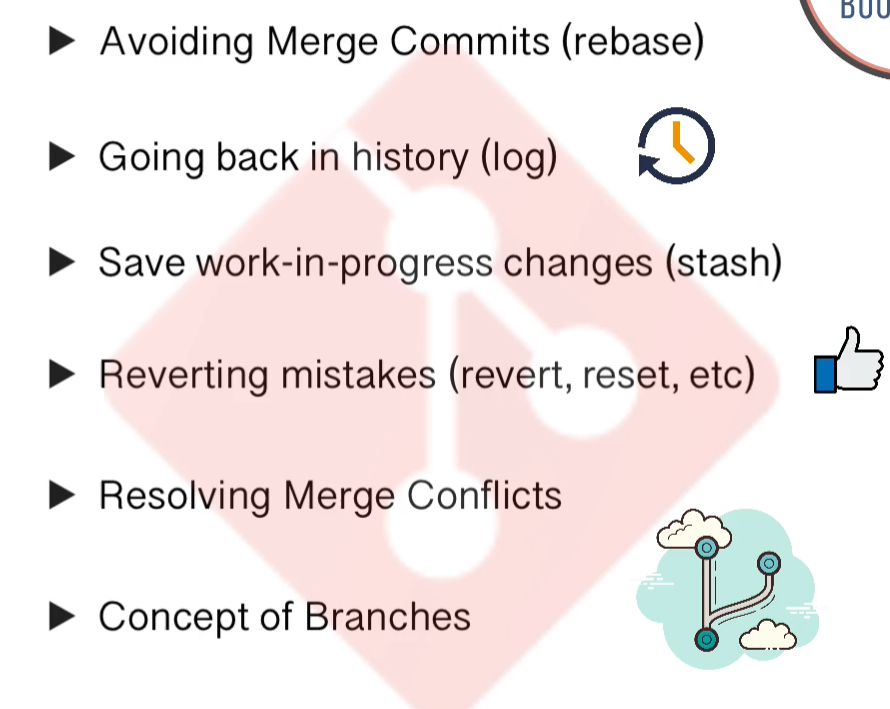 Avoiding Merge Commits (rebase)
Going back in history (log)
Save work-in-progress changes (stash)
Reverting mistakes (revert, reset, etc)
Resolving Merge Conflicts
Concept of Branches